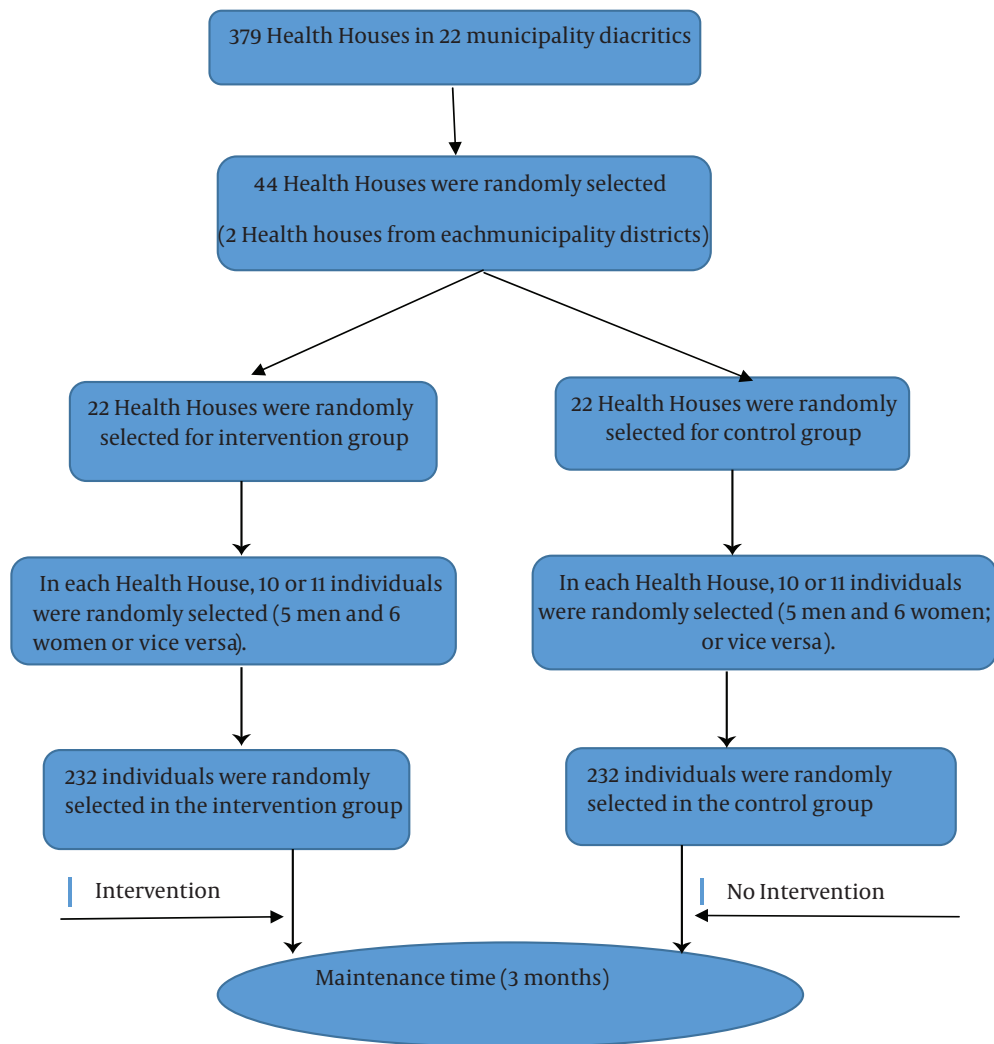 379 Health Houses in 22 municipality diacritics
44 Health Houses were randomly selected
(2 Health houses from eachmunicipality districts)
22 Health Houses were randomly
selected for intervention group
22 Health Houses were randomly
selected for control group
In each Health House, 10 or 11 individuals
were randomly selected (5 men and 6
women or vice versa).
In each Health House, 10 or 11 individuals
were randomly selected (5 men and 6 women;
or vice versa).
232 individuals were randomly
selected in the intervention group
232 individuals were randomly
selected in the control group
Intervention
No Intervention
Maintenance time (3 months)